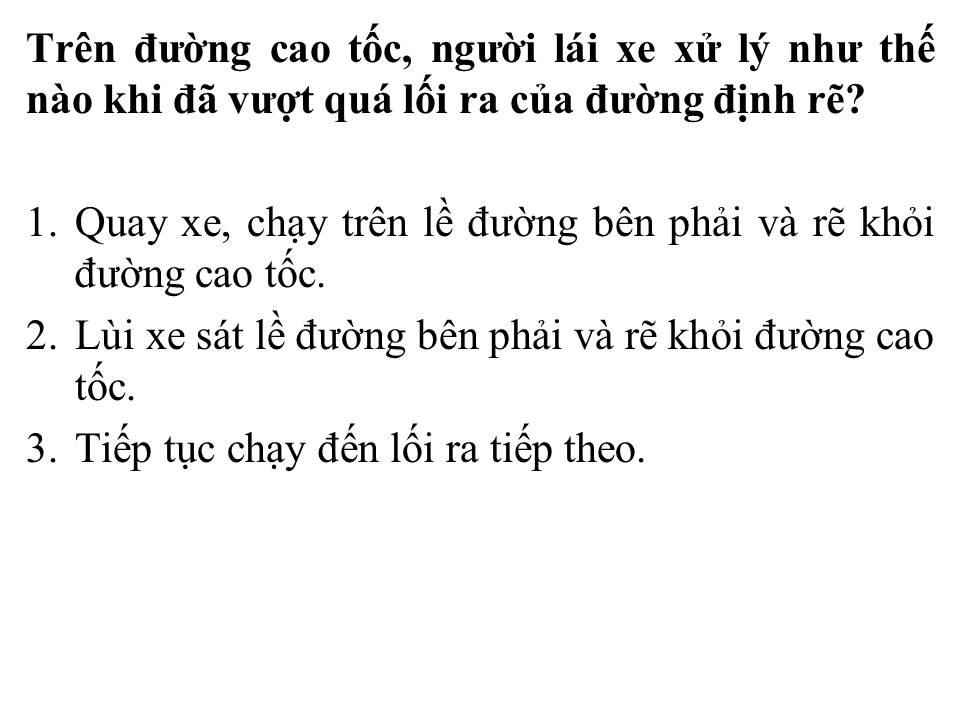 Trên đường cao tốc, người lái xe xử lý như thế
nào khi đã vượt quá lối ra của đường định rẽ?
1. Quay xe, chạy trên lề đường bên phải và rẽ khỏi
đường cao tốc.
2. Lùi xe sát lề đường bên phải và rẽ khỏi đường cao
tốc.
3. Tiếp tục chạy đến lối ra tiếp theo.